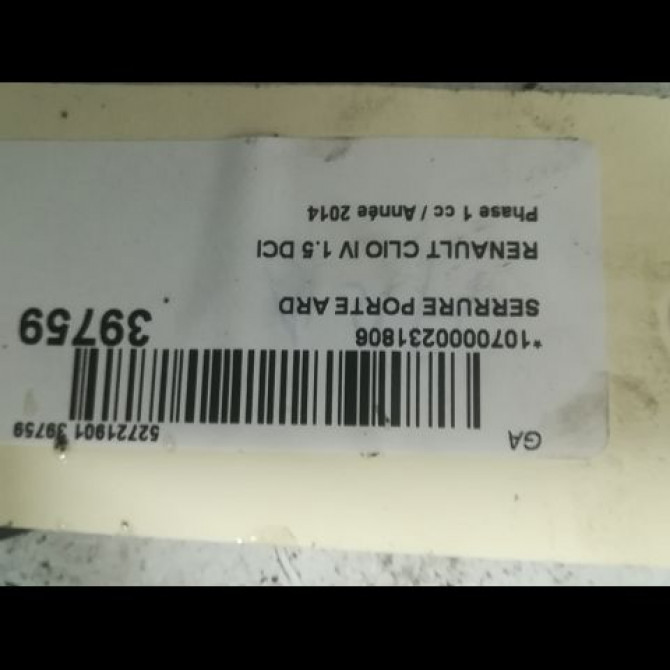 GA
52721901 39759
*1070000231806
39759
SERRURE PORTE ARD
RENAULT CLIO IV 1.5 DCI
Phase 1 cc / Année 2014